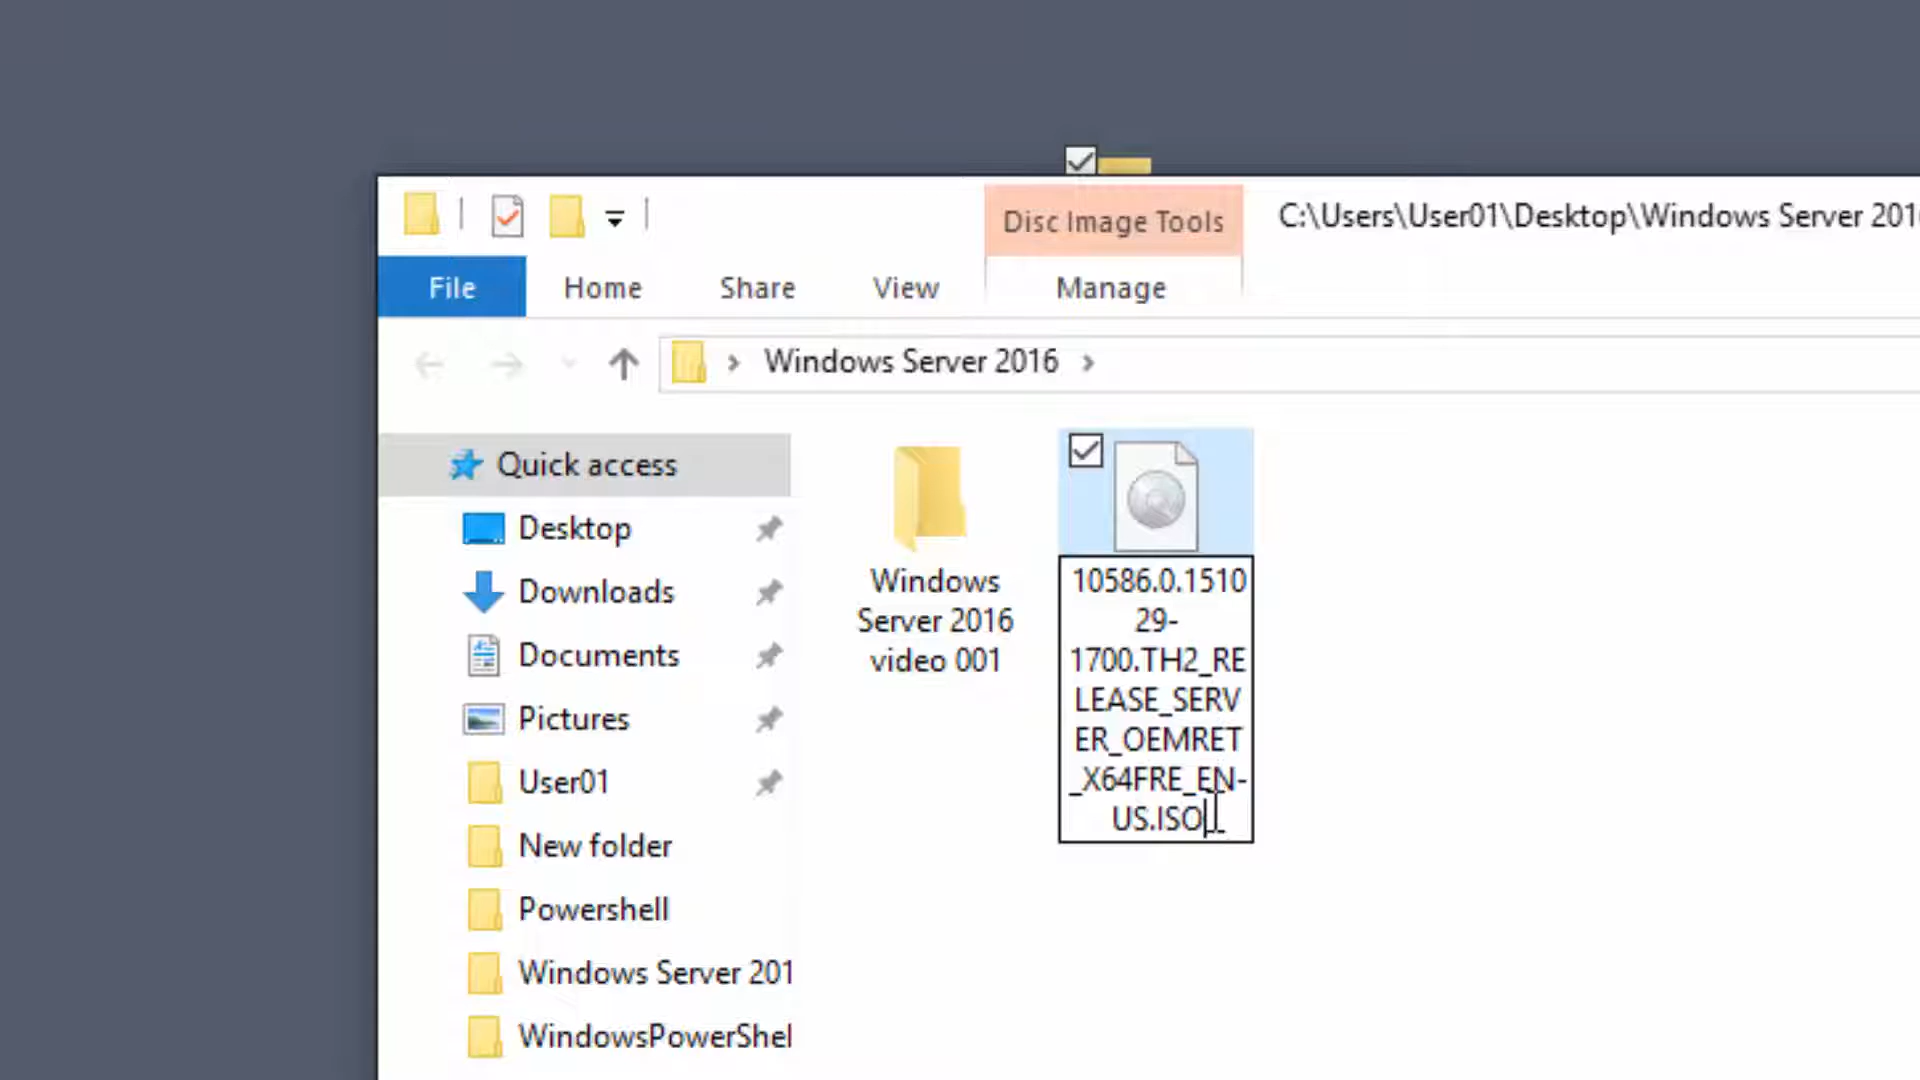 Disc Image Tools
C:\Users\User01\Desktop\Windows Server 201
File Home Share View Manage
Windows Server 2016
Quick access
Desktop
Downloads
Documents
Pictures
User01
New folder
Powershell
Windows Server 201
WindowsPowerShel
Windows
Server 2016
video 001
10586.0.1510
29-
1700.TH2_RE
LEASE_SERV
ER_OEMRET
_X64FRE_EN-
US.ISO